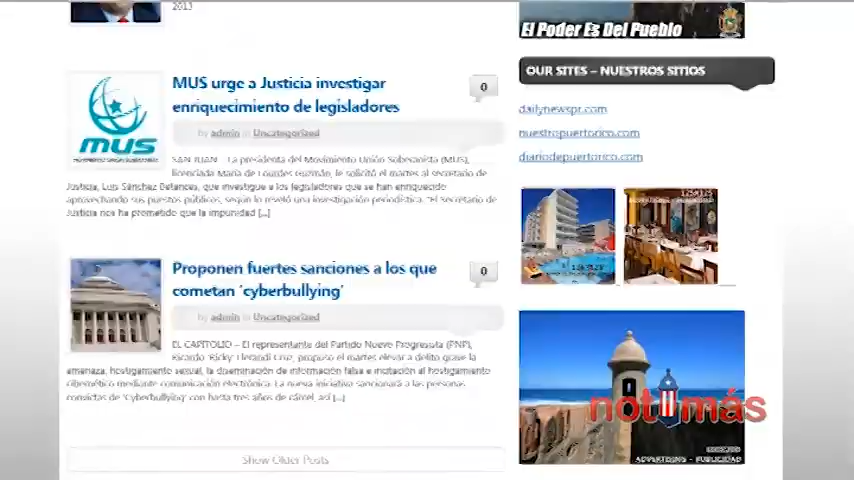 2013
MUS urge a Justicia investigar
enriquecimiento de legisladores
0
by admin in Uncategorized
mus
SAN JUAN – La presidenta del Movimiento Unión Soberanista (MUS),
licenciada María de Lourdes Guzmán, le solicitó el martes al secretario de
Justicia, Luis Sánchez Betances, que investigue a los legisladores que se han enriquecido
aprovechando sus puestos públicos, según lo reveló una investigación periodística. "El Secretario de
Justicia nos ha prometido que la impunidad [...]
Proponen fuertes sanciones a los que
cometan 'cyberbullying'
0
by admin in Uncategorized
EL CAPITOLIO – El representante del Partido Nuevo Progresista (PNP),
Ricardo 'Ricky' Llerandi Cruz, propuso el martes elevar a delito grave la
amenaza, hostigamiento sexual, la diseminación de información falsa e incitación al hostigamiento
cibernético mediante comunicación electrónica. La nueva iniciativa sancionará a las personas
convictas de 'Cyberbullying' con hasta tres años de cárcel, así [...]
Show Older Posts
El Poder Es Del Pueblo
OUR SITES – NUESTROS SITIOS
dailynewspr.com
nuestropuertorico.com
diariodepuertorico.com
125X125
125X125
notimás
ADVERTISING - PUBLICIDAD